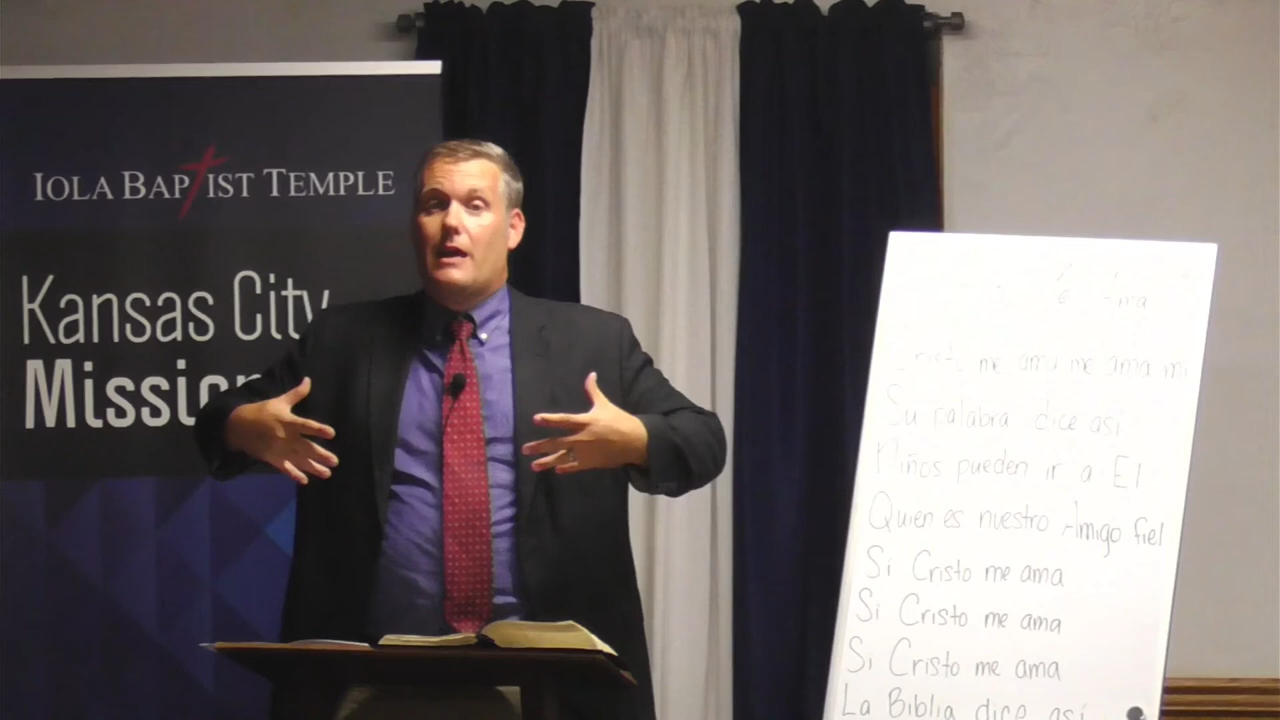 IOLA BAPTIST TEMPLE
Kansas City
me ama me ama mi
Su palabra dice así
Niños pueden ir a El
Quien es nuestro Amigo fiel
Si Cristo me ama
Si Cristo me ama
Si Cristo me ama
La Biblia dice así